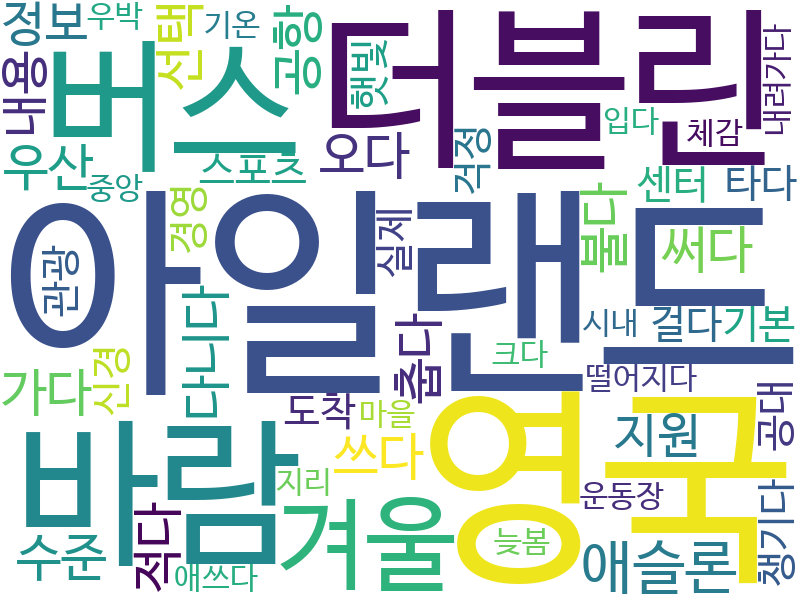 정보
우박
선택
기온
공항
햇빛
더블린
내려가다
내용
버스
입다
체감
우산
중앙
스포츠
오다
걱정
센터
타다
관광
아일랜드
경영
실제
불다
써다
다니다
시내
걸다
기본
가다
신경
춥다
크다
떨어지다
도착
마을
영국
지원
공대
바람
쓰다
지리
운동장
챙기다
수준
적다
애쓰다
겨울
늦봄
애슬론